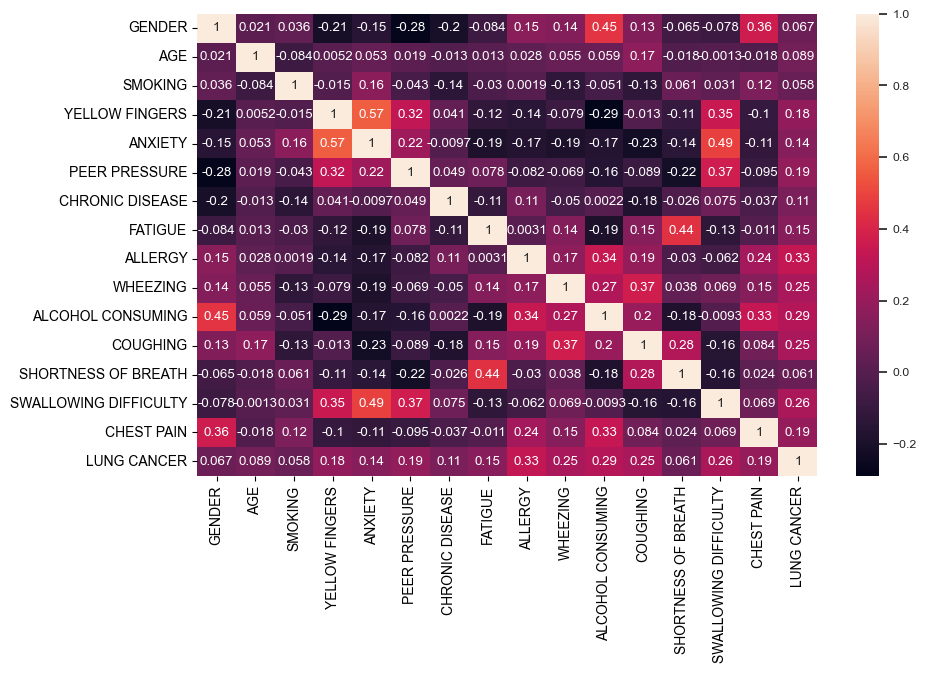 GENDER 1 0.021 0.036 -0.21 -0.15 -0.28 -0.2 -0.084 0.15 0.14 0.45 0.13 -0.065 -0.078 0.36 0.067
AGE 0.021 1 -0.084 0.0052 0.053 0.019 -0.013 0.013 0.028 0.055 0.059 0.17 -0.018 -0.0013 -0.018 0.089
SMOKING 0.036 -0.084 1 -0.015 0.16 -0.043 -0.14 -0.03 0.0019 -0.13 -0.051 -0.13 0.061 0.031 0.12 0.058
YELLOW FINGERS -0.21 0.0052 -0.015 1 0.57 0.32 0.041 -0.12 -0.14 -0.079 -0.29 -0.013 -0.11 0.35 -0.1 0.18
ANXIETY -0.15 0.053 0.16 0.57 1 0.22 -0.0097 -0.19 -0.17 -0.19 -0.17 -0.23 -0.14 0.49 -0.11 0.14
PEER PRESSURE -0.28 0.019 -0.043 0.32 0.22 1 0.049 0.078 -0.082 -0.069 -0.16 -0.089 -0.22 0.37 -0.095 0.19
CHRONIC DISEASE -0.2 -0.013 -0.14 0.041 -0.0097 0.049 1 -0.11 0.11 -0.05 0.0022 -0.18 -0.026 0.075 -0.037 0.11
FATIGUE -0.084 0.013 -0.03 -0.12 -0.19 0.078 -0.11 1 0.0031 0.14 -0.19 0.15 0.44 -0.13 -0.011 0.15
ALLERGY 0.15 0.028 0.0019 -0.14 -0.17 -0.082 0.11 0.0031 1 0.17 0.34 0.19 -0.03 -0.062 0.24 0.33
WHEEZING 0.14 0.055 -0.13 -0.079 -0.19 -0.069 -0.05 0.14 0.17 1 0.27 0.37 0.038 0.069 0.15 0.25
ALCOHOL CONSUMING 0.45 0.059 -0.051 -0.29 -0.17 -0.16 0.0022 -0.19 0.34 0.27 1 0.2 -0.18 -0.0093 0.33 0.29
COUGHING 0.13 0.17 -0.13 -0.013 -0.23 -0.089 -0.18 0.15 0.19 0.37 0.2 1 0.28 -0.16 0.084 0.25
SHORTNESS OF BREATH -0.065 -0.018 0.061 -0.11 -0.14 -0.22 -0.026 0.44 -0.03 0.038 -0.18 0.28 1 -0.16 0.024 0.061
SWALLOWING DIFFICULTY -0.078 -0.0013 0.031 0.35 0.49 0.37 0.075 -0.13 -0.062 0.069 -0.0093 -0.16 -0.16 1 0.069 0.26
CHEST PAIN 0.36 -0.018 0.12 -0.1 -0.11 -0.095 -0.037 -0.011 0.24 0.15 0.33 0.084 0.024 0.069 1 0.19
LUNG CANCER 0.067 0.089 0.058 0.18 0.14 0.19 0.11 0.15 0.33 0.25 0.29 0.25 0.061 0.26 0.19 1
GENDER
AGE
SMOKING
YELLOW FINGERS
ANXIETY
PEER PRESSURE
CHRONIC DISEASE
FATIGUE
ALLERGY
WHEEZING
ALCOHOL CONSUMING
COUGHING
SHORTNESS OF BREATH
SWALLOWING DIFFICULTY
CHEST PAIN
LUNG CANCER
1.0
0.8
0.6
0.4
0.2
0.0
-0.2